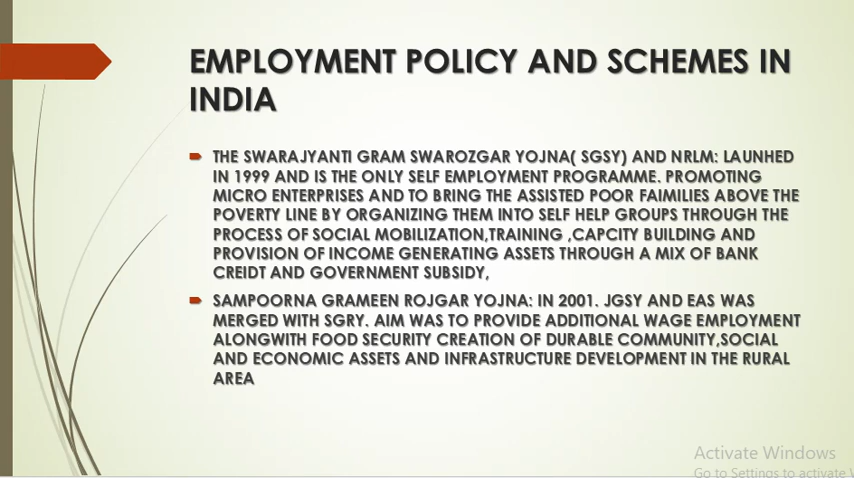 EMPLOYMENT POLICY AND SCHEMES IN
INDIA
THE SWARAJYANTI GRAM SWAROZGAR YOJNA( SGSY) AND NRLM: LAUNHED
IN 1999 AND IS THE ONLY SELF EMPLOYMENT PROGRAMME. PROMOTING
MICRO ENTERPRISES AND TO BRING THE ASSISTED POOR FAIMILIES ABOVE THE
POVERTY LINE BY ORGANIZING THEM INTO SELF HELP GROUPS THROUGH THE
PROCESS OF SOCIAL MOBILIZATION,TRAINING ,CAPCITY BUILDING AND
PROVISION OF INCOME GENERATING ASSETS THROUGH A MIX OF BANK
CREIDT AND GOVERNMENT SUBSIDY,
SAMPOORNA GRAMEEN ROJGAR YOJNA: IN 2001. JGSY AND EAS WAS
MERGED WITH SGRY. AIM WAS TO PROVIDE ADDITIONAL WAGE EMPLOYMENT
ALONGWITH FOOD SECURITY CREATION OF DURABLE COMMUNITY,SOCIAL
AND ECONOMIC ASSETS AND INFRASTRUCTURE DEVELOPMENT IN THE RURAL
AREA
Activate Windows
Go to Settings to activate W